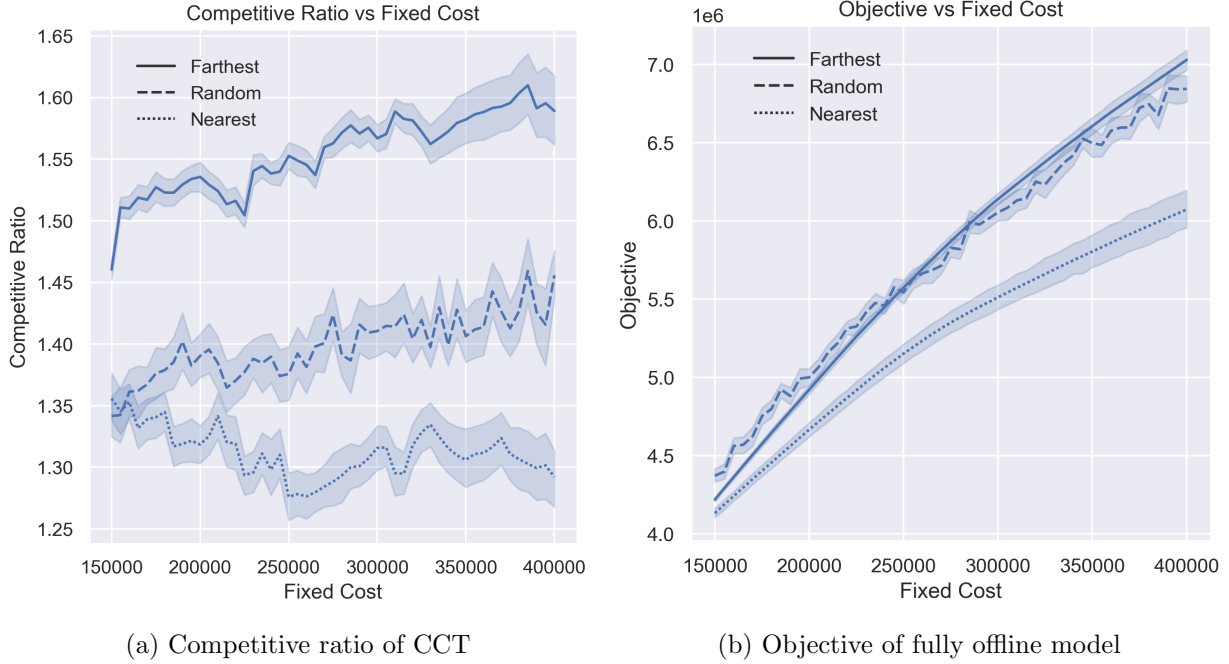 Competitive Ratio vs Fixed Cost
1.65
1.60
1.55
1.50
1.45
1.40
1.35
1.30
1.25
Competitive Ratio
Farthest
Random
Nearest
150000 200000 250000 300000 350000 400000
Fixed Cost
(a) Competitive ratio of CCT
Objective vs Fixed Cost
1e6
7.0
6.5
6.0
5.5
5.0
4.5
4.0
Objective
Farthest
Random
Nearest
150000 200000 250000 300000 350000 400000
Fixed Cost
(b) Objective of fully offline model